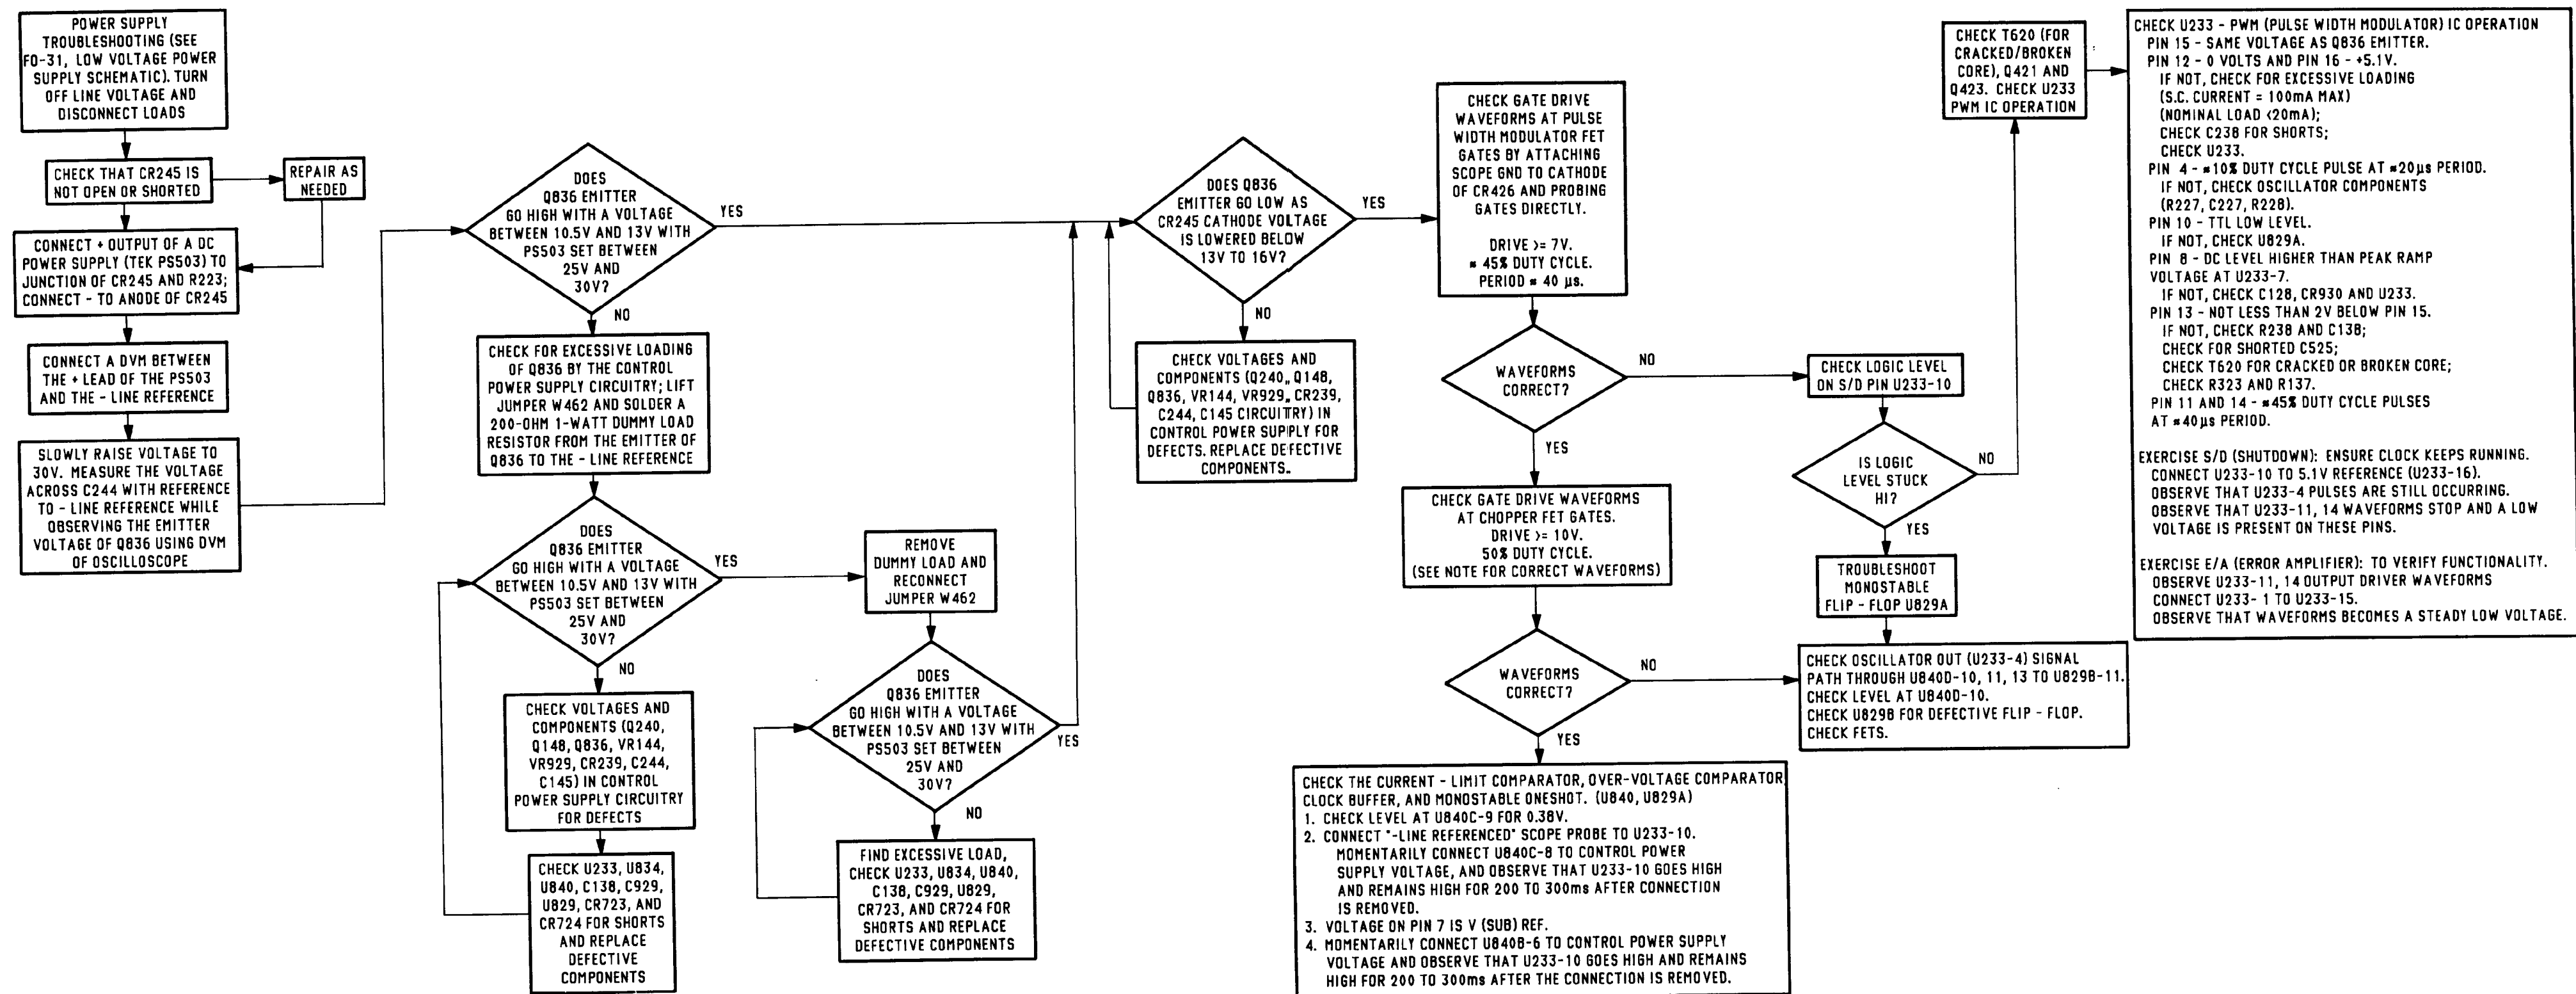 POWER SUPPLY
TROUBLESHOOTING (SEE
FO-31, LOW VOLTAGE POWER
SUPPLY SCHEMATIC). TURN
OFF LINE VOLTAGE AND
DISCONNECT LOADS
CHECK THAT CR245 IS
NOT OPEN OR SHORTED
REPAIR AS
NEEDED
CONNECT + OUTPUT OF A DC
POWER SUPPLY (TEK PS503) TO
JUNCTION OF CR245 AND R223;
CONNECT - TO ANODE OF CR245
CONNECT A DVM BETWEEN
THE + LEAD OF THE PS503
AND THE - LINE REFERENCE
SLOWLY RAISE VOLTAGE TO
30V. MEASURE THE VOLTAGE
ACROSS C244 WITH REFERENCE
TO - LINE REFERENCE WHILE
OBSERVING THE EMITTER
VOLTAGE OF Q836 USING DVM
OF OSCILLOSCOPE
DOES
Q836 EMITTER
GO HIGH WITH A VOLTAGE
BETWEEN 10.5V AND 13V WITH
PS503 SET BETWEEN
25V AND
30V?
YES
NO
CHECK FOR EXCESSIVE LOADING
OF Q836 BY THE CONTROL
POWER SUPPLY CIRCUITRY; LIFT
JUMPER W462 AND SOLDER A
200-OHM 1-WATT DUMMY LOAD
RESISTOR FROM THE EMITTER OF
Q836 TO THE - LINE REFERENCE
DOES
Q836 EMITTER
GO HIGH WITH A VOLTAGE
BETWEEN 10.5V AND 13V WITH
PS503 SET BETWEEN
25V AND
30V?
YES
NO
CHECK VOLTAGES AND
COMPONENTS (Q240,
Q148, Q836, VR144,
VR929, CR239, C244,
C145) IN CONTROL
POWER SUPPLY CIRCUITRY
FOR DEFECTS
CHECK U233, U834,
U840, C138, C929,
U829, CR723, AND
CR724 FOR SHORTS
AND REPLACE
DEFECTIVE
COMPONENTS
REMOVE
DUMMY LOAD AND
RECONNECT
JUMPER W462
DOES
Q836 EMITTER
GO HIGH WITH A VOLTAGE
BETWEEN 10.5V AND 13V WITH
PS503 SET BETWEEN
25V AND
30V?
YES
NO
FIND EXCESSIVE LOAD,
CHECK U233, U834, U840,
C138, C929, U829,
CR723, AND CR724 FOR
SHORTS AND REPLACE
DEFECTIVE COMPONENTS
DOES Q836
EMITTER GO LOW AS
CR245 CATHODE VOLTAGE
IS LOWERED BELOW
13V TO 16V?
YES
NO
CHECK VOLTAGES AND
COMPONENTS (Q240, Q148,
Q836, VR144, VR929, CR239,
C244, C145 CIRCUITRY) IN
CONTROL POWER SUPPLY FOR
DEFECTS. REPLACE DEFECTIVE
COMPONENTS.
CHECK GATE DRIVE
WAVEFORMS AT PULSE
WIDTH MODULATOR FET
GATES BY ATTACHING
SCOPE GND TO CATHODE
OF CR426 AND PROBING
GATES DIRECTLY.
DRIVE >= 7V.
≈ 45% DUTY CYCLE.
PERIOD ≈ 40 µs.
WAVEFORMS
CORRECT?
NO
YES
CHECK GATE DRIVE WAVEFORMS
AT CHOPPER FET GATES.
DRIVE >= 10V.
50% DUTY CYCLE.
(SEE NOTE FOR CORRECT WAVEFORMS)
WAVEFORMS
CORRECT?
NO
YES
CHECK THE CURRENT - LIMIT COMPARATOR, OVER-VOLTAGE COMPARATOR
CLOCK BUFFER, AND MONOSTABLE ONESHOT. (U840, U829A)
1. CHECK LEVEL AT U840C-9 FOR 0.38V.
2. CONNECT "-LINE REFERENCED" SCOPE PROBE TO U233-10.
MOMENTARILY CONNECT U840C-8 TO CONTROL POWER
SUPPLY VOLTAGE, AND OBSERVE THAT U233-10 GOES HIGH
AND REMAINS HIGH FOR 200 TO 300ms AFTER CONNECTION
IS REMOVED.
3. VOLTAGE ON PIN 7 IS V (SUB) REF.
4. MOMENTARILY CONNECT U840B-6 TO CONTROL POWER SUPPLY
VOLTAGE AND OBSERVE THAT U233-10 GOES HIGH AND REMAINS
HIGH FOR 200 TO 300ms AFTER THE CONNECTION IS REMOVED.
CHECK LOGIC LEVEL
ON S/D PIN U233-10
IS LOGIC
LEVEL STUCK
HI?
NO
YES
TROUBLESHOOT
MONOSTABLE
FLIP - FLOP U829A
CHECK OSCILLATOR OUT (U233-4) SIGNAL
PATH THROUGH U840D-10, 11, 13 TO U829B-11.
CHECK LEVEL AT U840D-10.
CHECK U829B FOR DEFECTIVE FLIP - FLOP.
CHECK FETS.
CHECK T620 (FOR
CRACKED/BROKEN
CORE), Q421 AND
Q423. CHECK U233
PWM IC OPERATION
CHECK U233 - PWM (PULSE WIDTH MODULATOR) IC OPERATION
PIN 15 - SAME VOLTAGE AS Q836 EMITTER.
PIN 12 - 0 VOLTS AND PIN 16 - +5.1V.
IF NOT, CHECK FOR EXCESSIVE LOADING
(S.C. CURRENT = 100mA MAX)
(NOMINAL LOAD <20mA);
CHECK C238 FOR SHORTS;
CHECK U233.
PIN 4 - ≈10% DUTY CYCLE PULSE AT ≈20µs PERIOD.
IF NOT, CHECK OSCILLATOR COMPONENTS
(R227, C227, R228).
PIN 10 - TTL LOW LEVEL.
IF NOT, CHECK U829A.
PIN 8 - DC LEVEL HIGHER THAN PEAK RAMP
VOLTAGE AT U233-7.
IF NOT, CHECK C128, CR930 AND U233.
PIN 13 - NOT LESS THAN 2V BELOW PIN 15.
IF NOT, CHECK R238 AND C138;
CHECK FOR SHORTED C525;
CHECK T620 FOR CRACKED OR BROKEN CORE;
CHECK R323 AND R137.
PIN 11 AND 14 - ≈45% DUTY CYCLE PULSES
AT ≈40µs PERIOD.
EXERCISE S/D (SHUTDOWN): ENSURE CLOCK KEEPS RUNNING.
CONNECT U233-10 TO 5.1V REFERENCE (U233-16).
OBSERVE THAT U233-4 PULSES ARE STILL OCCURRING.
OBSERVE THAT U233-11, 14 WAVEFORMS STOP AND A LOW
VOLTAGE IS PRESENT ON THESE PINS.
EXERCISE E/A (ERROR AMPLIFIER): TO VERIFY FUNCTIONALITY.
OBSERVE U233-11, 14 OUTPUT DRIVER WAVEFORMS
CONNECT U233- 1 TO U233-15.
OBSERVE THAT WAVEFORMS BECOMES A STEADY LOW VOLTAGE.